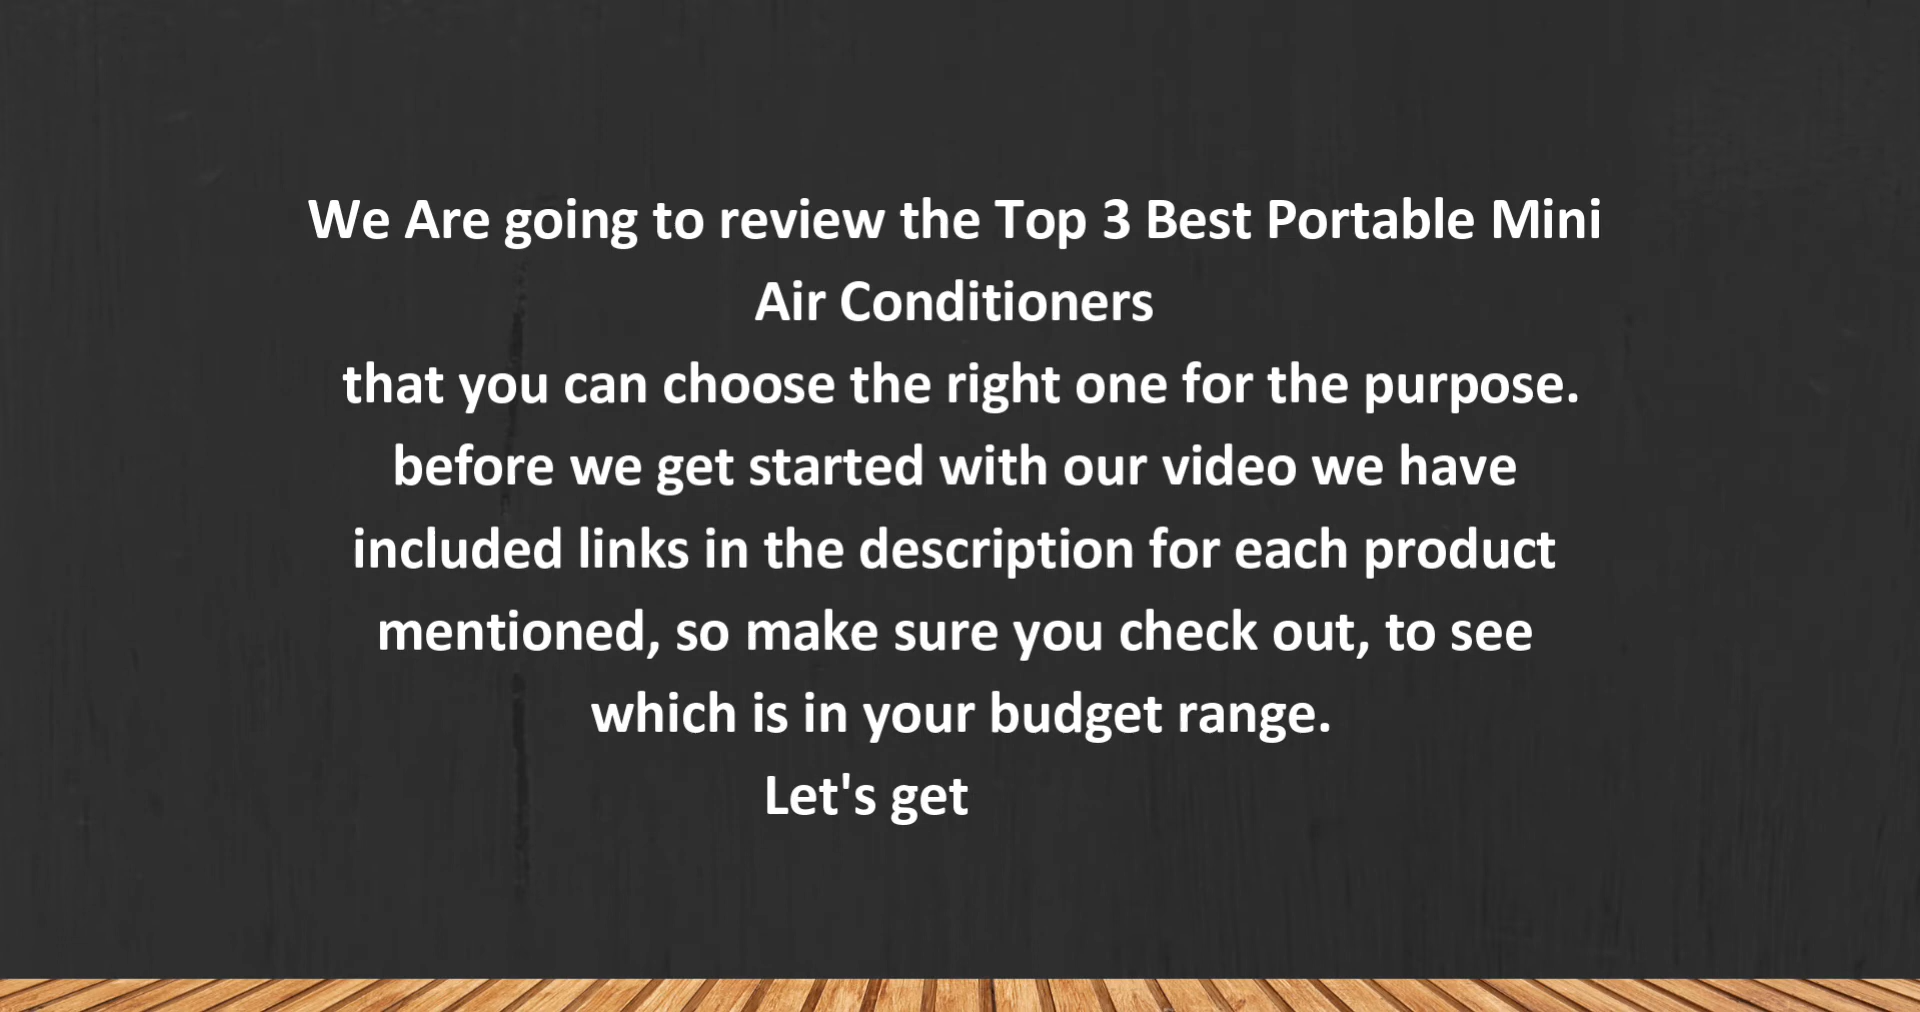 We Are going to review the Top 3 Best Portable Mini
Air Conditioners
that you can choose the right one for the purpose.
before we get started with our video we have
included links in the description for each product
mentioned, so make sure you check out, to see
which is in your budget range.
Let's get